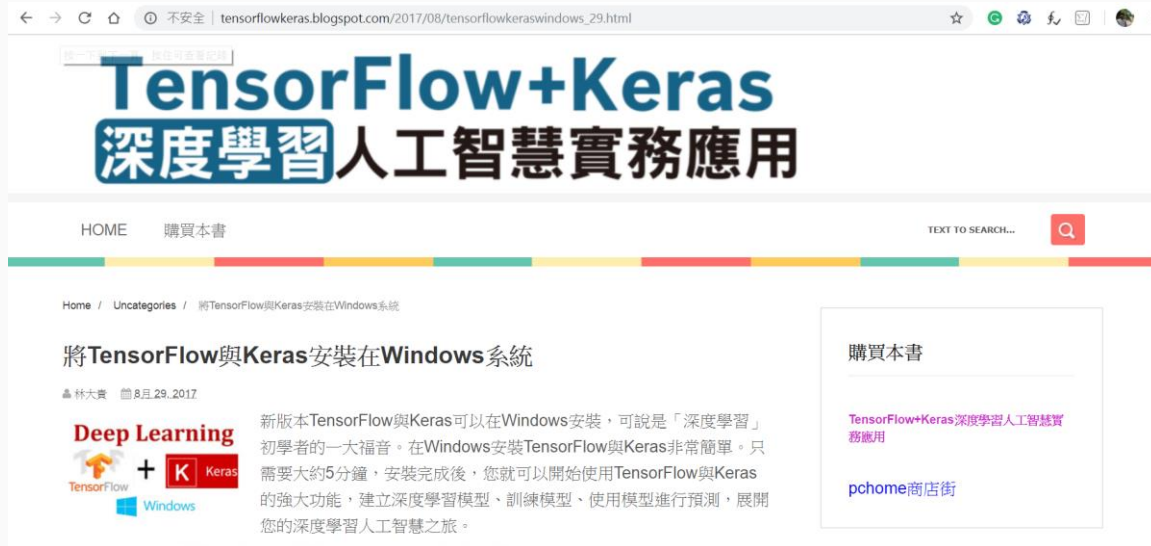 不安全 | tensorflowkeras.blogspot.com/2017/08/tensorflowkeraswindows_29.html
TensorFlow+Keras
深度學習人工智慧實務應用
HOME 購買本書
TEXT TO SEARCH...
Home / Uncategories / 將TensorFlow與Keras安裝在Windows系統
將TensorFlow與Keras安裝在Windows系統
林大貴 8月 29, 2017
Deep Learning
TensorFlow + K Keras
Windows
新版本TensorFlow與Keras可以在Windows安裝，可說是「深度學習」
初學者的一大福音。在Windows安裝TensorFlow與Keras非常簡單。只
需要大約5分鐘，安裝完成後，您就可以開始使用TensorFlow與Keras
的強大功能，建立深度學習模型、訓練模型、使用模型進行預測，展開
您的深度學習人工智慧之旅。
購買本書
TensorFlow+Keras深度學習人工智慧實
務應用
pchome商店街